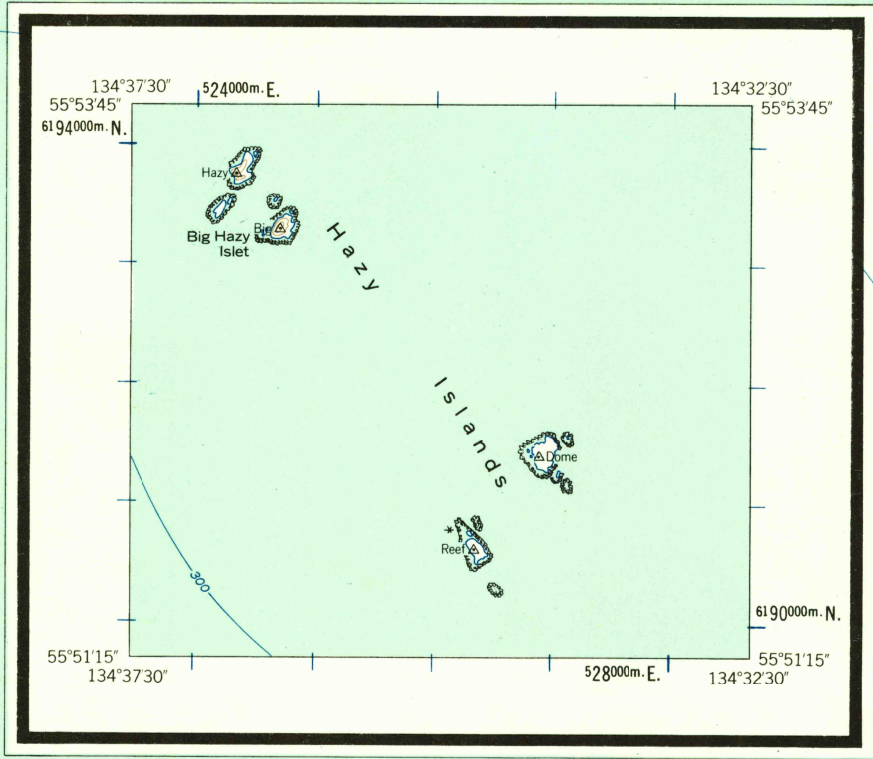 134°37'30"
524000m. E.
134°32'30"
55°53'45"
55°53'45"
6194000m. N.
Hazy
Big
Big Hazy
Islet
Hazy
Islands
Dome
Reef
300
6190000m. N.
55°51'15"
55°51'15"
134°37'30"
528000m. E.
134°32'30"